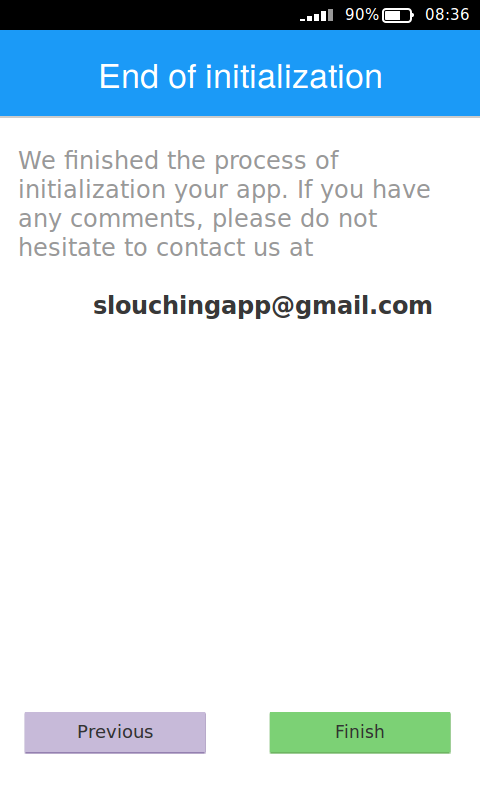 90% 08:36
End of initialization
We finished the process of
initialization your app. If you have
any comments, please do not
hesitate to contact us at
slouchingapp@gmail.com
Previous Finish